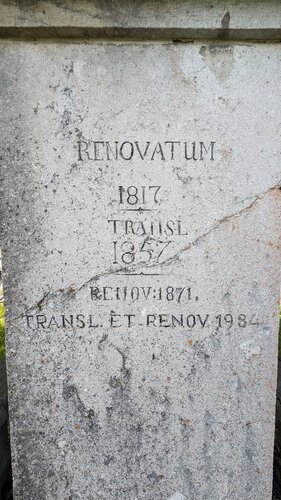 RENOVATUM
1817
TRANSL
1857
RENOV:1871.
TRANSL. ET RENOV 1984